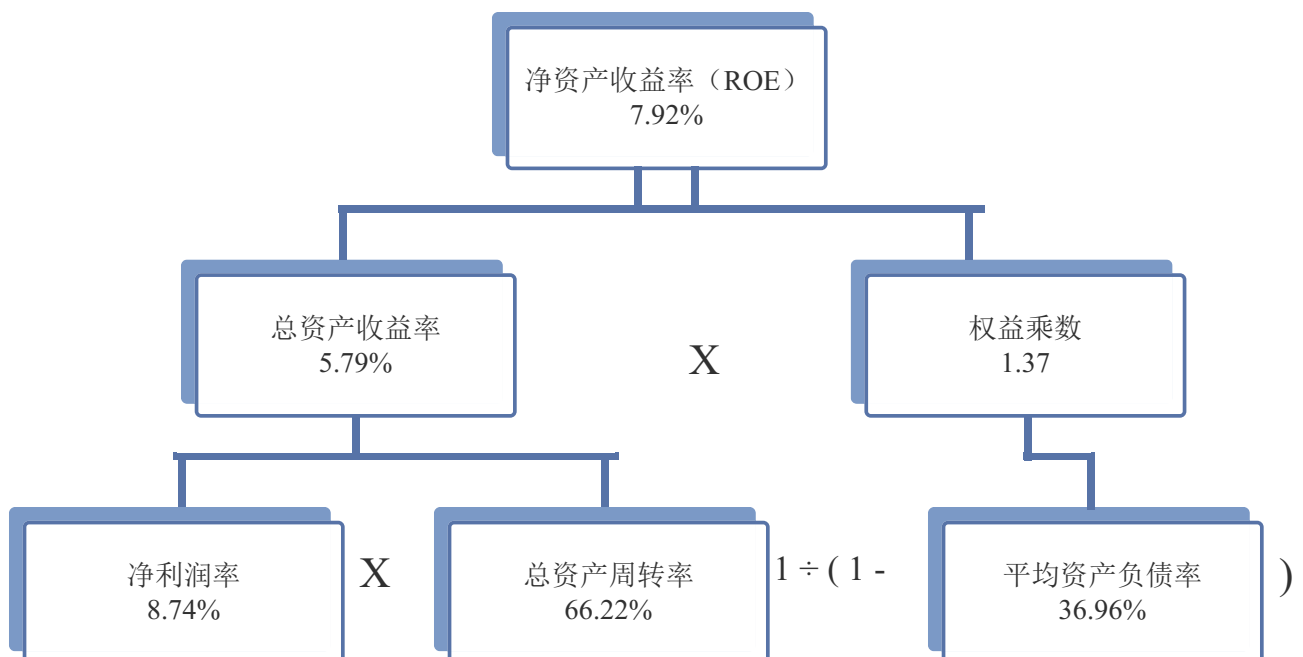 净资产收益率（ROE）
7.92%
总资产收益率
5.79%
X
权益乘数
1.37
净利润率
8.74%
X
总资产周转率
66.22%
1 ÷ ( 1 -
平均资产负债率
36.96%
)